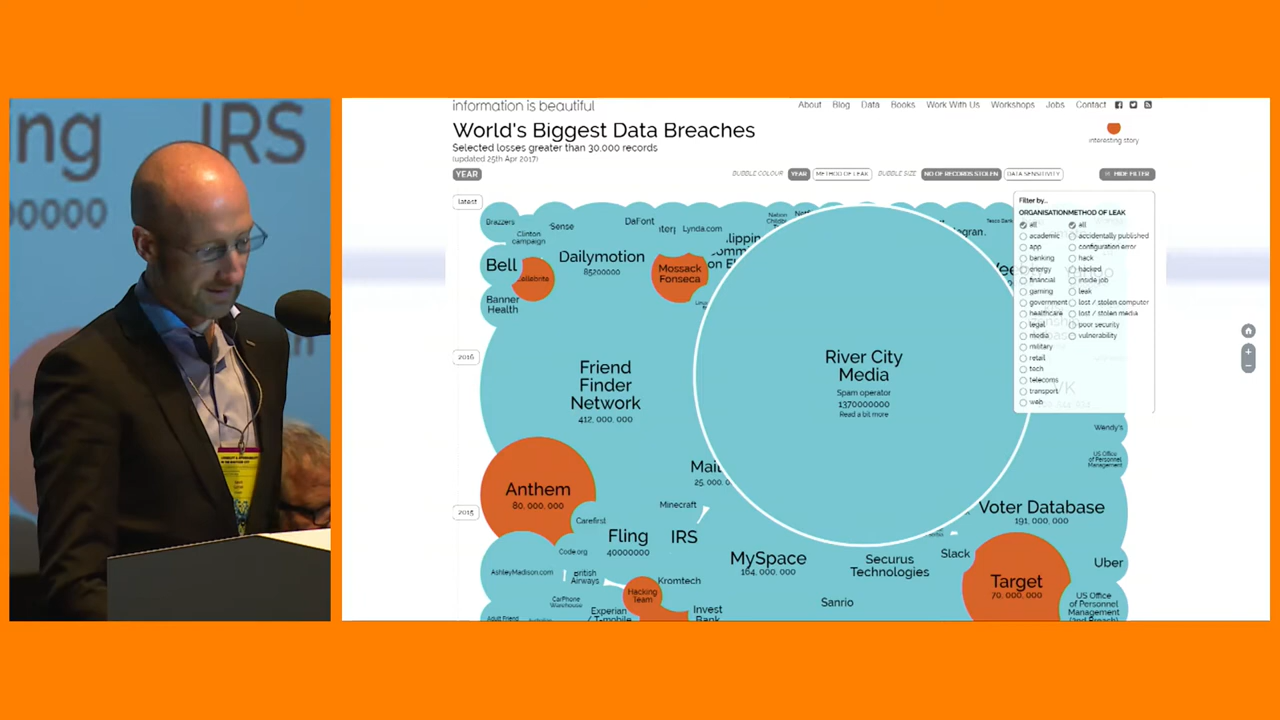 ng
IRS
0000
information is beautiful
About Blog Data Books Work With Us Workshops Jobs Contact
World's Biggest Data Breaches
Selected losses greater than 30,000 records
(updated 25th Apr 2017)
interesting story
YEAR
BUBBLE COLOUR YEAR METHOD OF LEAK BUBBLE SIZE NO OF RECORDS STOLEN DATA SENSITIVITY HIDE FILTER
latest
Filter by...
ORGANISATION METHOD OF LEAK
all all
academic accidentally published
app configuration error
banking hack
energy hacked
financial inside job
gaming leak
government lost / stolen computer
healthcare lost / stolen media
legal poor security
media vulnerability
military
retail
tech
telecoms
transport
web
Brazzers
Clinton
campaign
Sense
DaFont
Lynda.com
Bell
Dailymotion
85200000
Mossack
Fonseca
Banner
Health
2016
Friend
Finder
Network
412, 000, 000
River City
Media
Spam operator
1370000000
Read a bit more
VK
Wendy's
US Office
of Personnel
Management
Anthem
80, 000, 000
Mail
25, 000, 0
Minecraft
2015
Carefirst
Fling
40000000
IRS
Voter Database
191, 000, 000
Code.org
AshleyMadison.com
British
Airways
Kromtech
MySpace
164, 000, 000
Securus
Technologies
Slack
Uber
Target
70, 000, 000
CarPhone
Warehouse
Hacking
Team
Experian
/ T-mobile
Invest
Bank
Sanrio
US Office
of Personnel
Management
(2nd Breach)
Adult Friend